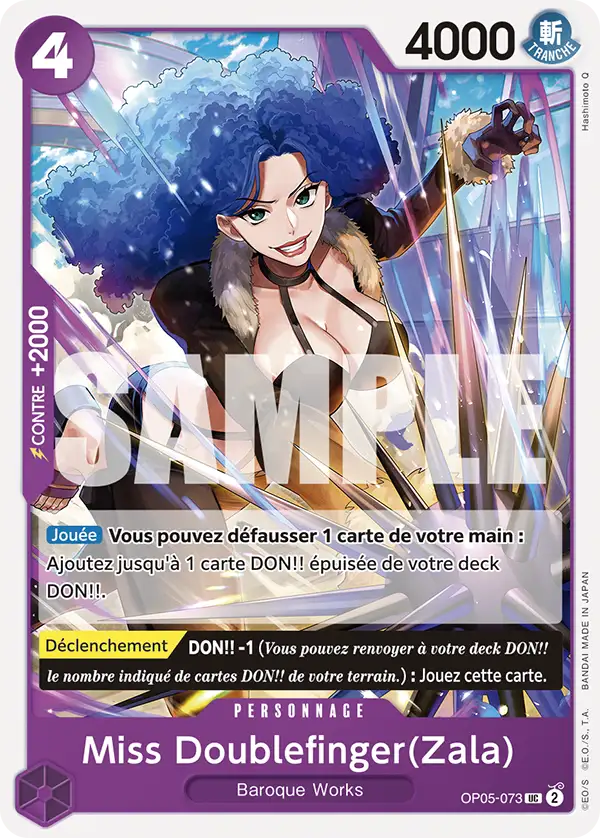 4
4000
斬
TRANCHE
Hashimoto Q
CONTRE +2000
SAMPLE
Jouée Vous pouvez défausser 1 carte de votre main :
Ajoutez jusqu'à 1 carte DON!! épuisée de votre deck
DON!!.
Déclenchement DON!! -1 (Vous pouvez renvoyer à votre deck DON!!
le nombre indiqué de cartes DON!! de votre terrain.) : Jouez cette carte.
PERSONNAGE
Miss Doublefinger(Zala)
Baroque Works
OP05-073 UC 2
©E.O./S., T.A. BANDAI MADE IN JAPAN
©EO/S